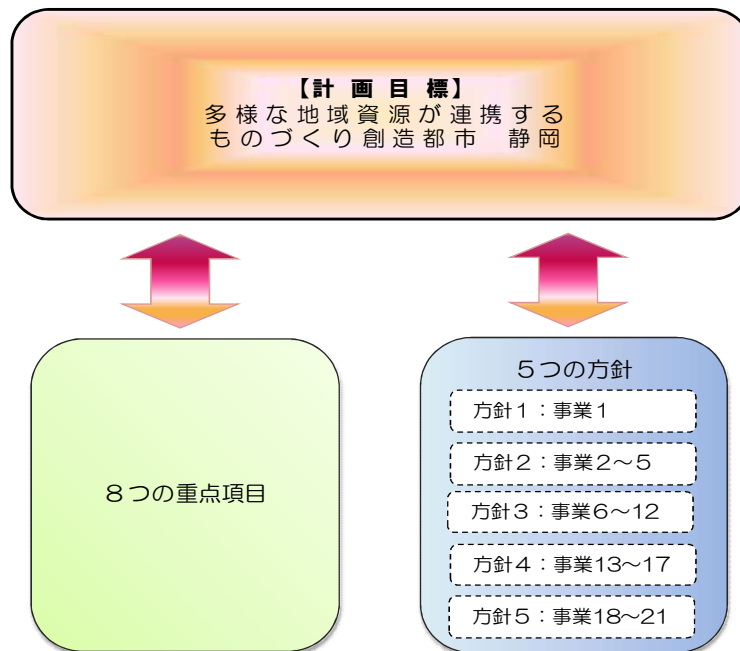 【計画目標】
多様な地域資源が連携する
ものづくり創造都市　静岡
８つの重点項目
５つの方針
方針１：事業１
方針２：事業２～５
方針３：事業６～12
方針４：事業13～17
方針５：事業18～21